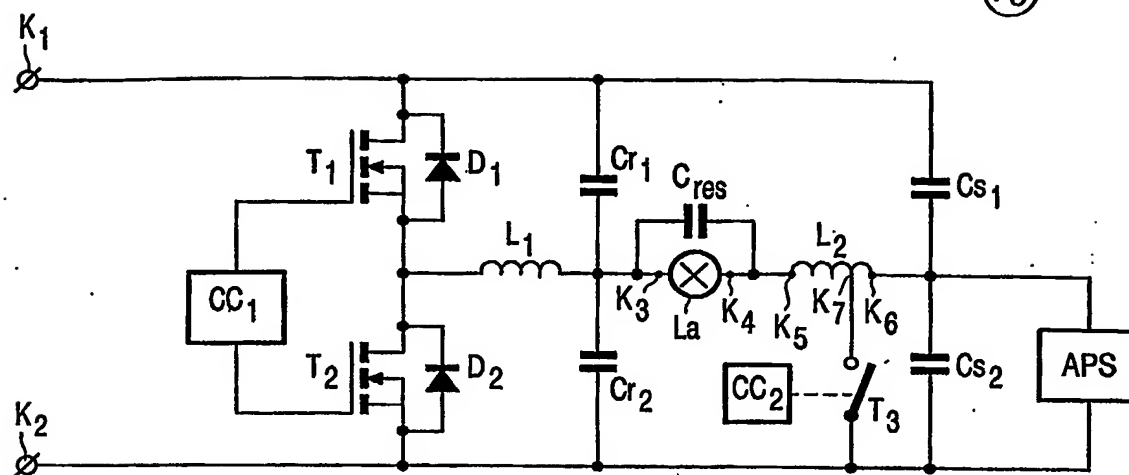 K1
T1
D1
Cr1
Cres
Cs1
L1
L2
CC1
K3
La
K4
K5
K7
K6
T2
D2
Cr2
CC2
T3
Cs2
APS
K2